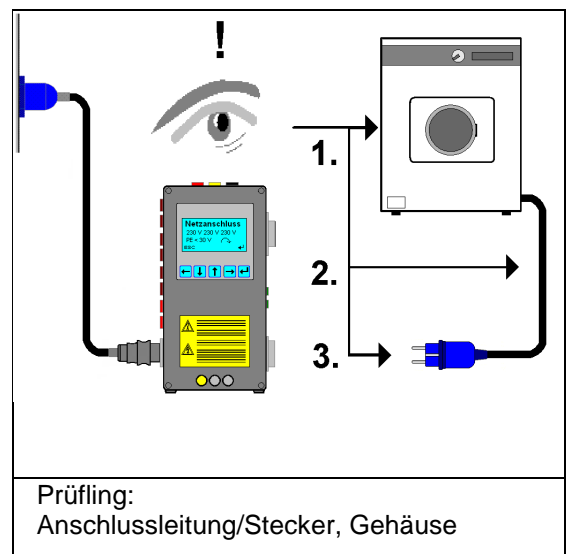 !
1.
Netzanschluss
230 V 230 V 230 V
PE < 30 V
ESC
2.
3.
Prüfling:
Anschlussleitung/Stecker, Gehäuse